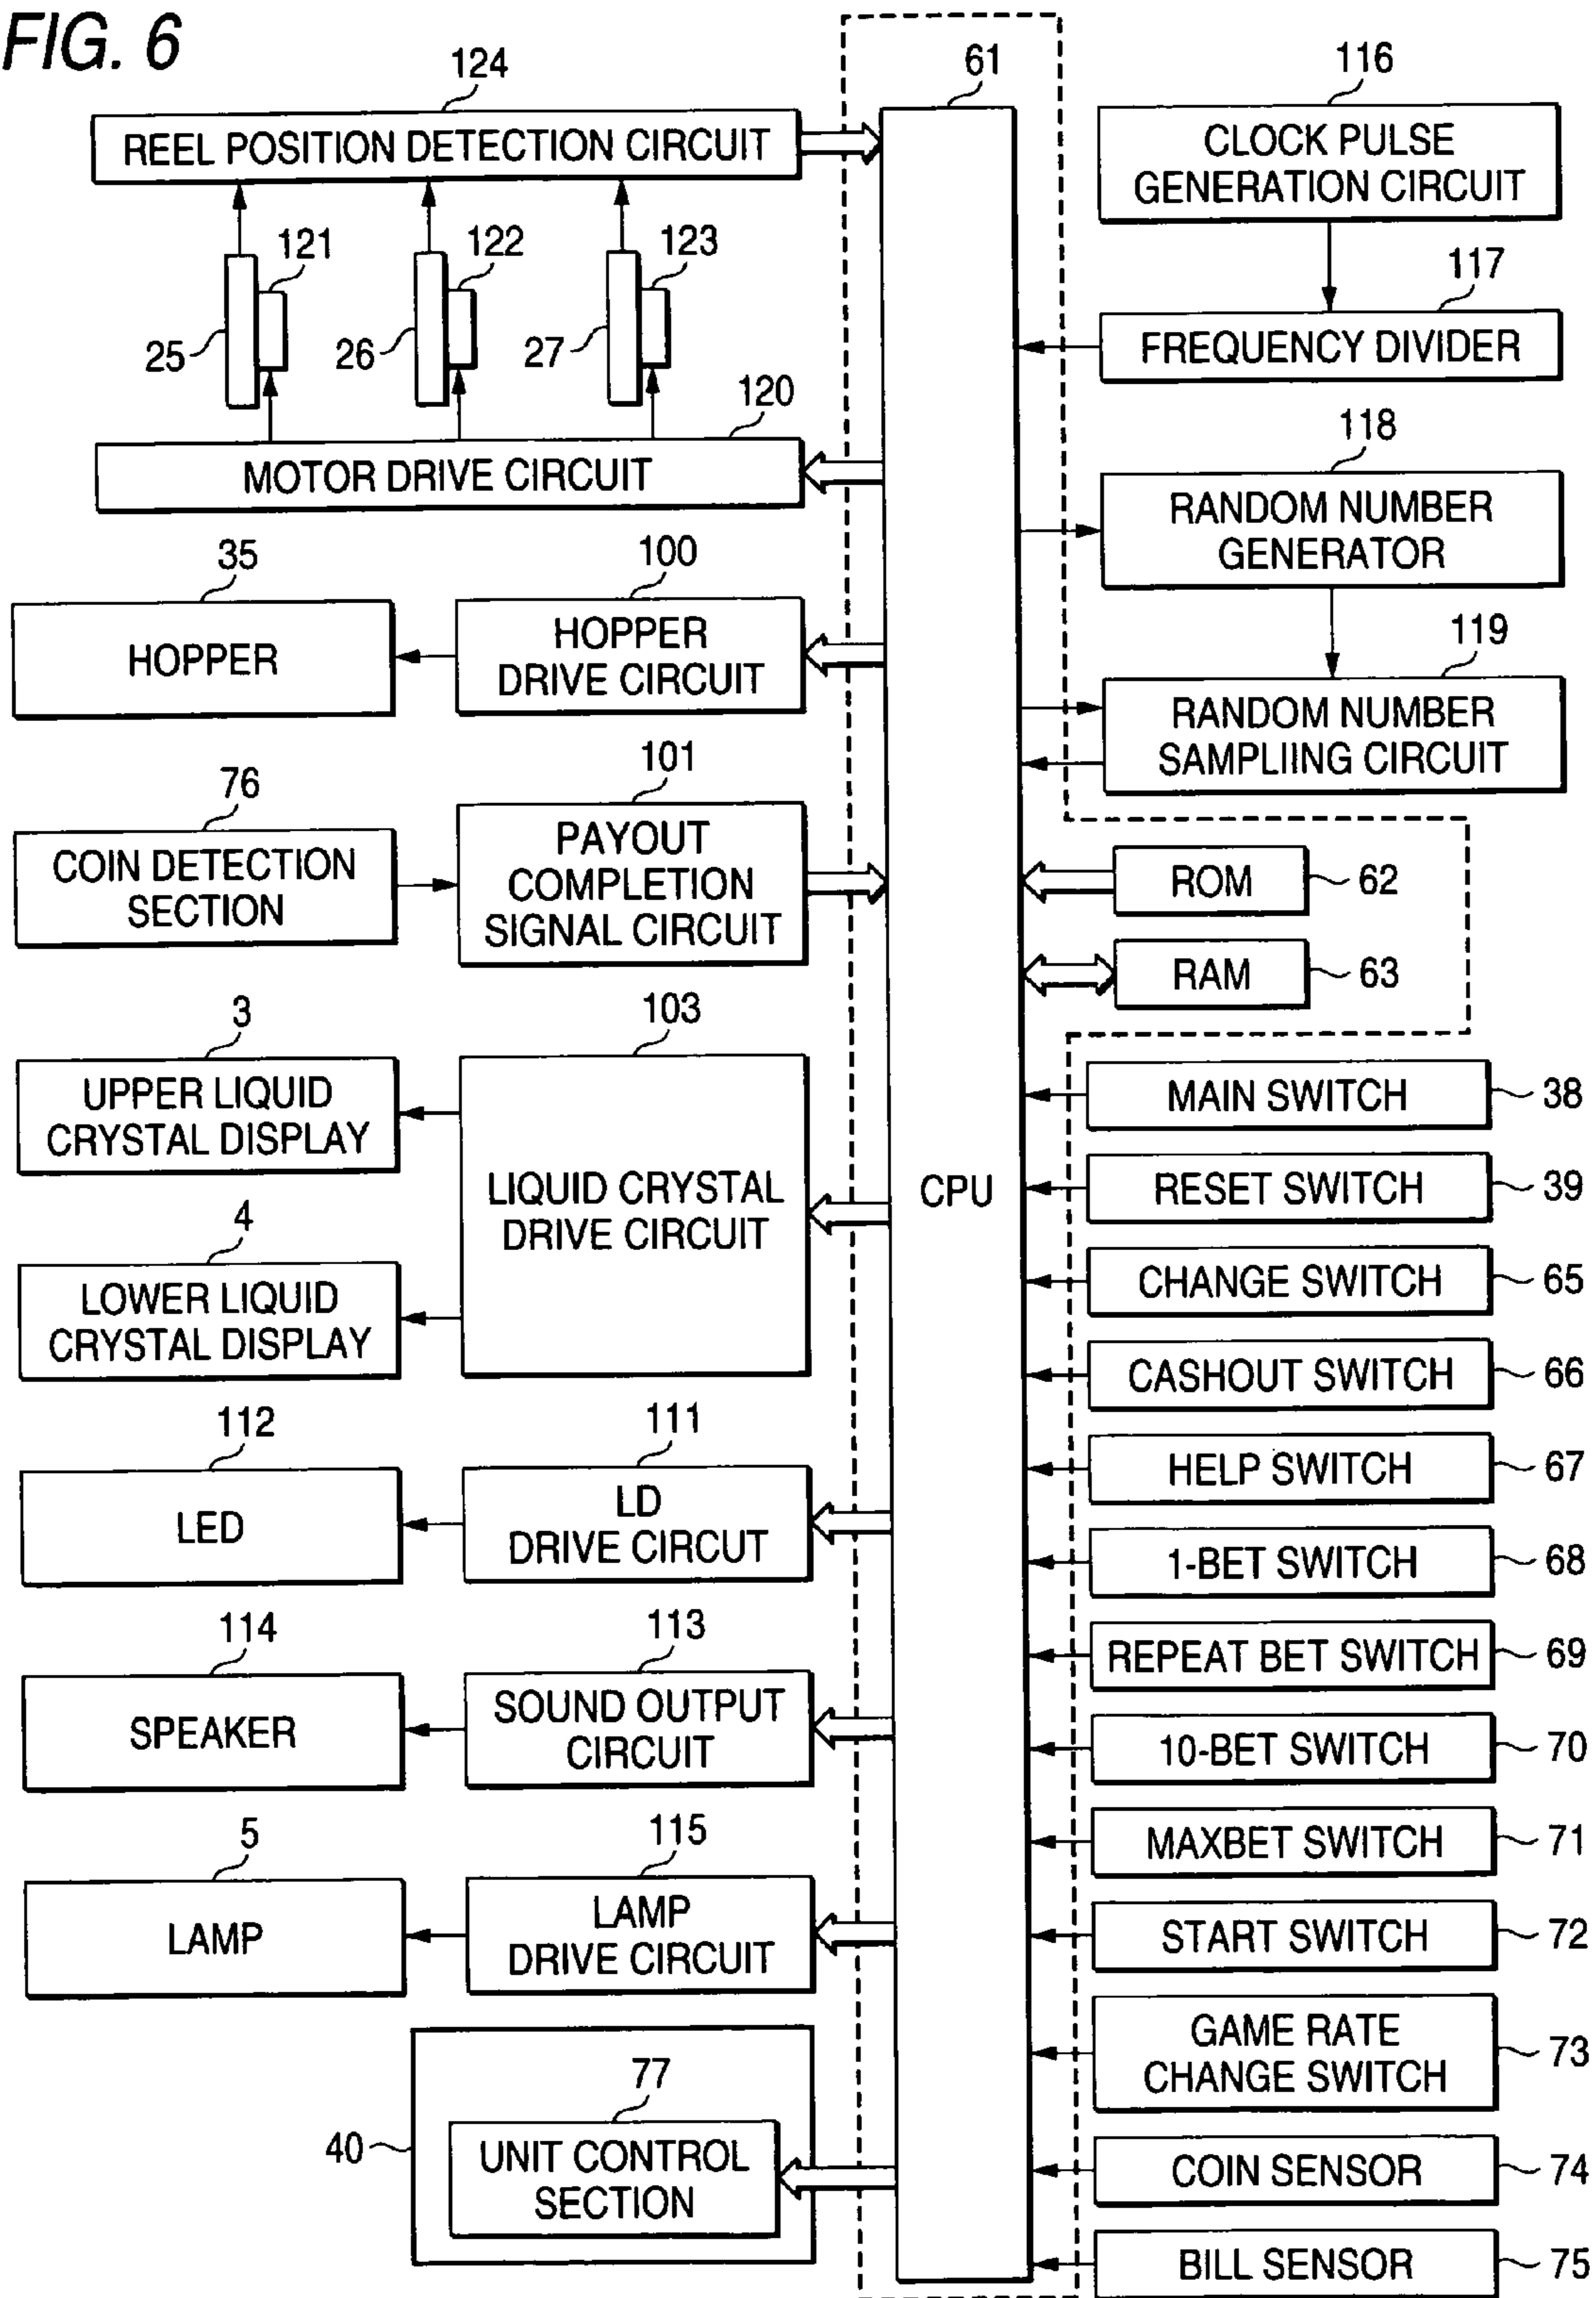 FIG. 6
124
REEL POSITION DETECTION CIRCUIT
121
122
123
25
26
27
120
MOTOR DRIVE CIRCUIT
35
HOPPER
100
HOPPER
DRIVE CIRCUIT
76
COIN DETECTION
SECTION
101
PAYOUT
COMPLETION
SIGNAL CIRCUIT
3
UPPER LIQUID
CRYSTAL DISPLAY
4
LOWER LIQUID
CRYSTAL DISPLAY
103
LIQUID CRYSTAL
DRIVE CIRCUIT
112
LED
111
LD
DRIVE CIRCUT
114
SPEAKER
113
SOUND OUTPUT
CIRCUIT
5
LAMP
115
LAMP
DRIVE CIRCUIT
40
77
UNIT CONTROL
SECTION
61
CPU
116
CLOCK PULSE
GENERATION CIRCUIT
117
FREQUENCY DIVIDER
118
RANDOM NUMBER
GENERATOR
119
RANDOM NUMBER
SAMPLIING CIRCUIT
ROM
62
RAM
63
MAIN SWITCH
38
RESET SWITCH
39
CHANGE SWITCH
65
CASHOUT SWITCH
66
HELP SWITCH
67
1-BET SWITCH
68
REPEAT BET SWITCH
69
10-BET SWITCH
70
MAXBET SWITCH
71
START SWITCH
72
GAME RATE
CHANGE SWITCH
73
COIN SENSOR
74
BILL SENSOR
75